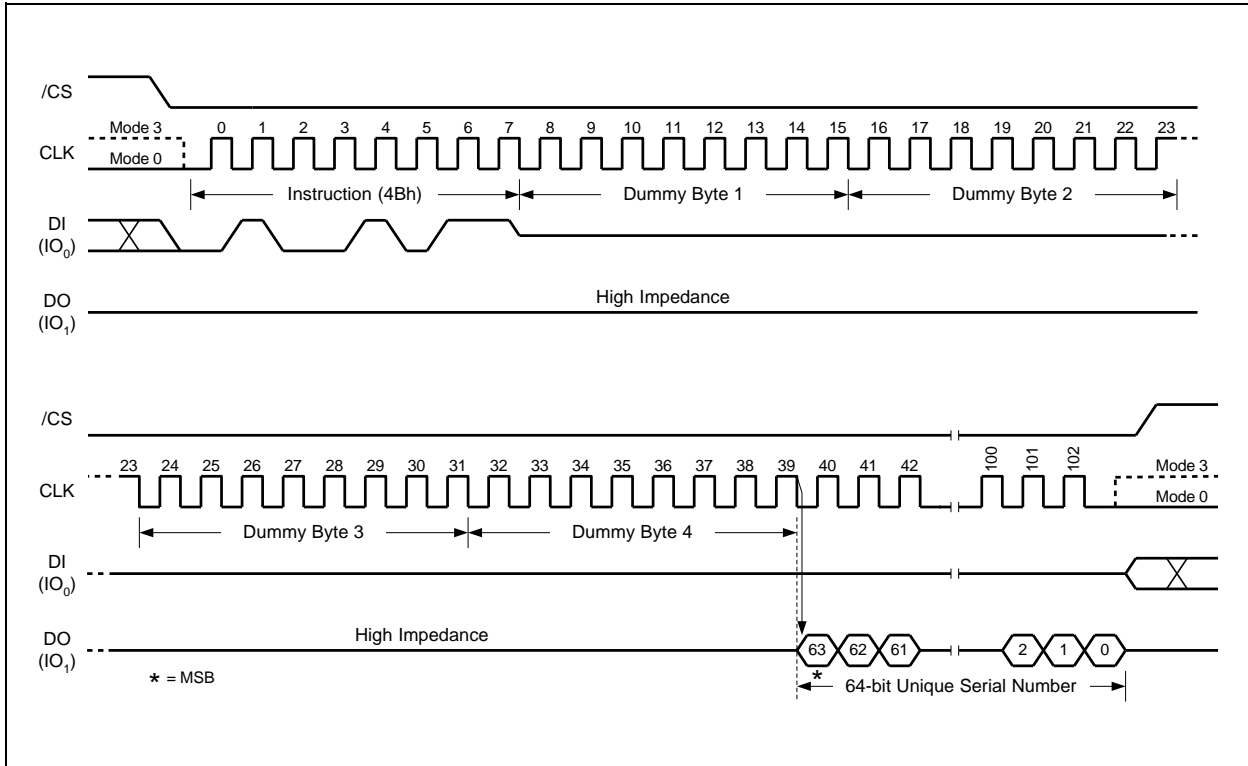 /CS
Mode 3
0 1 2 3 4 5 6 7 8 9 10 11 12 13 14 15 16 17 18 19 20 21 22 23
CLK
Mode 0
Instruction (4Bh)
Dummy Byte 1
Dummy Byte 2
DI
(IO0)
High Impedance
DO
(IO1)
/CS
23 24 25 26 27 28 29 30 31 32 33 34 35 36 37 38 39 40 41 42 100 101 102
Mode 3
CLK
Mode 0
Dummy Byte 3
Dummy Byte 4
DI
(IO0)
High Impedance
DO
(IO1)
63 62 61 2 1 0
* = MSB
*
64-bit Unique Serial Number